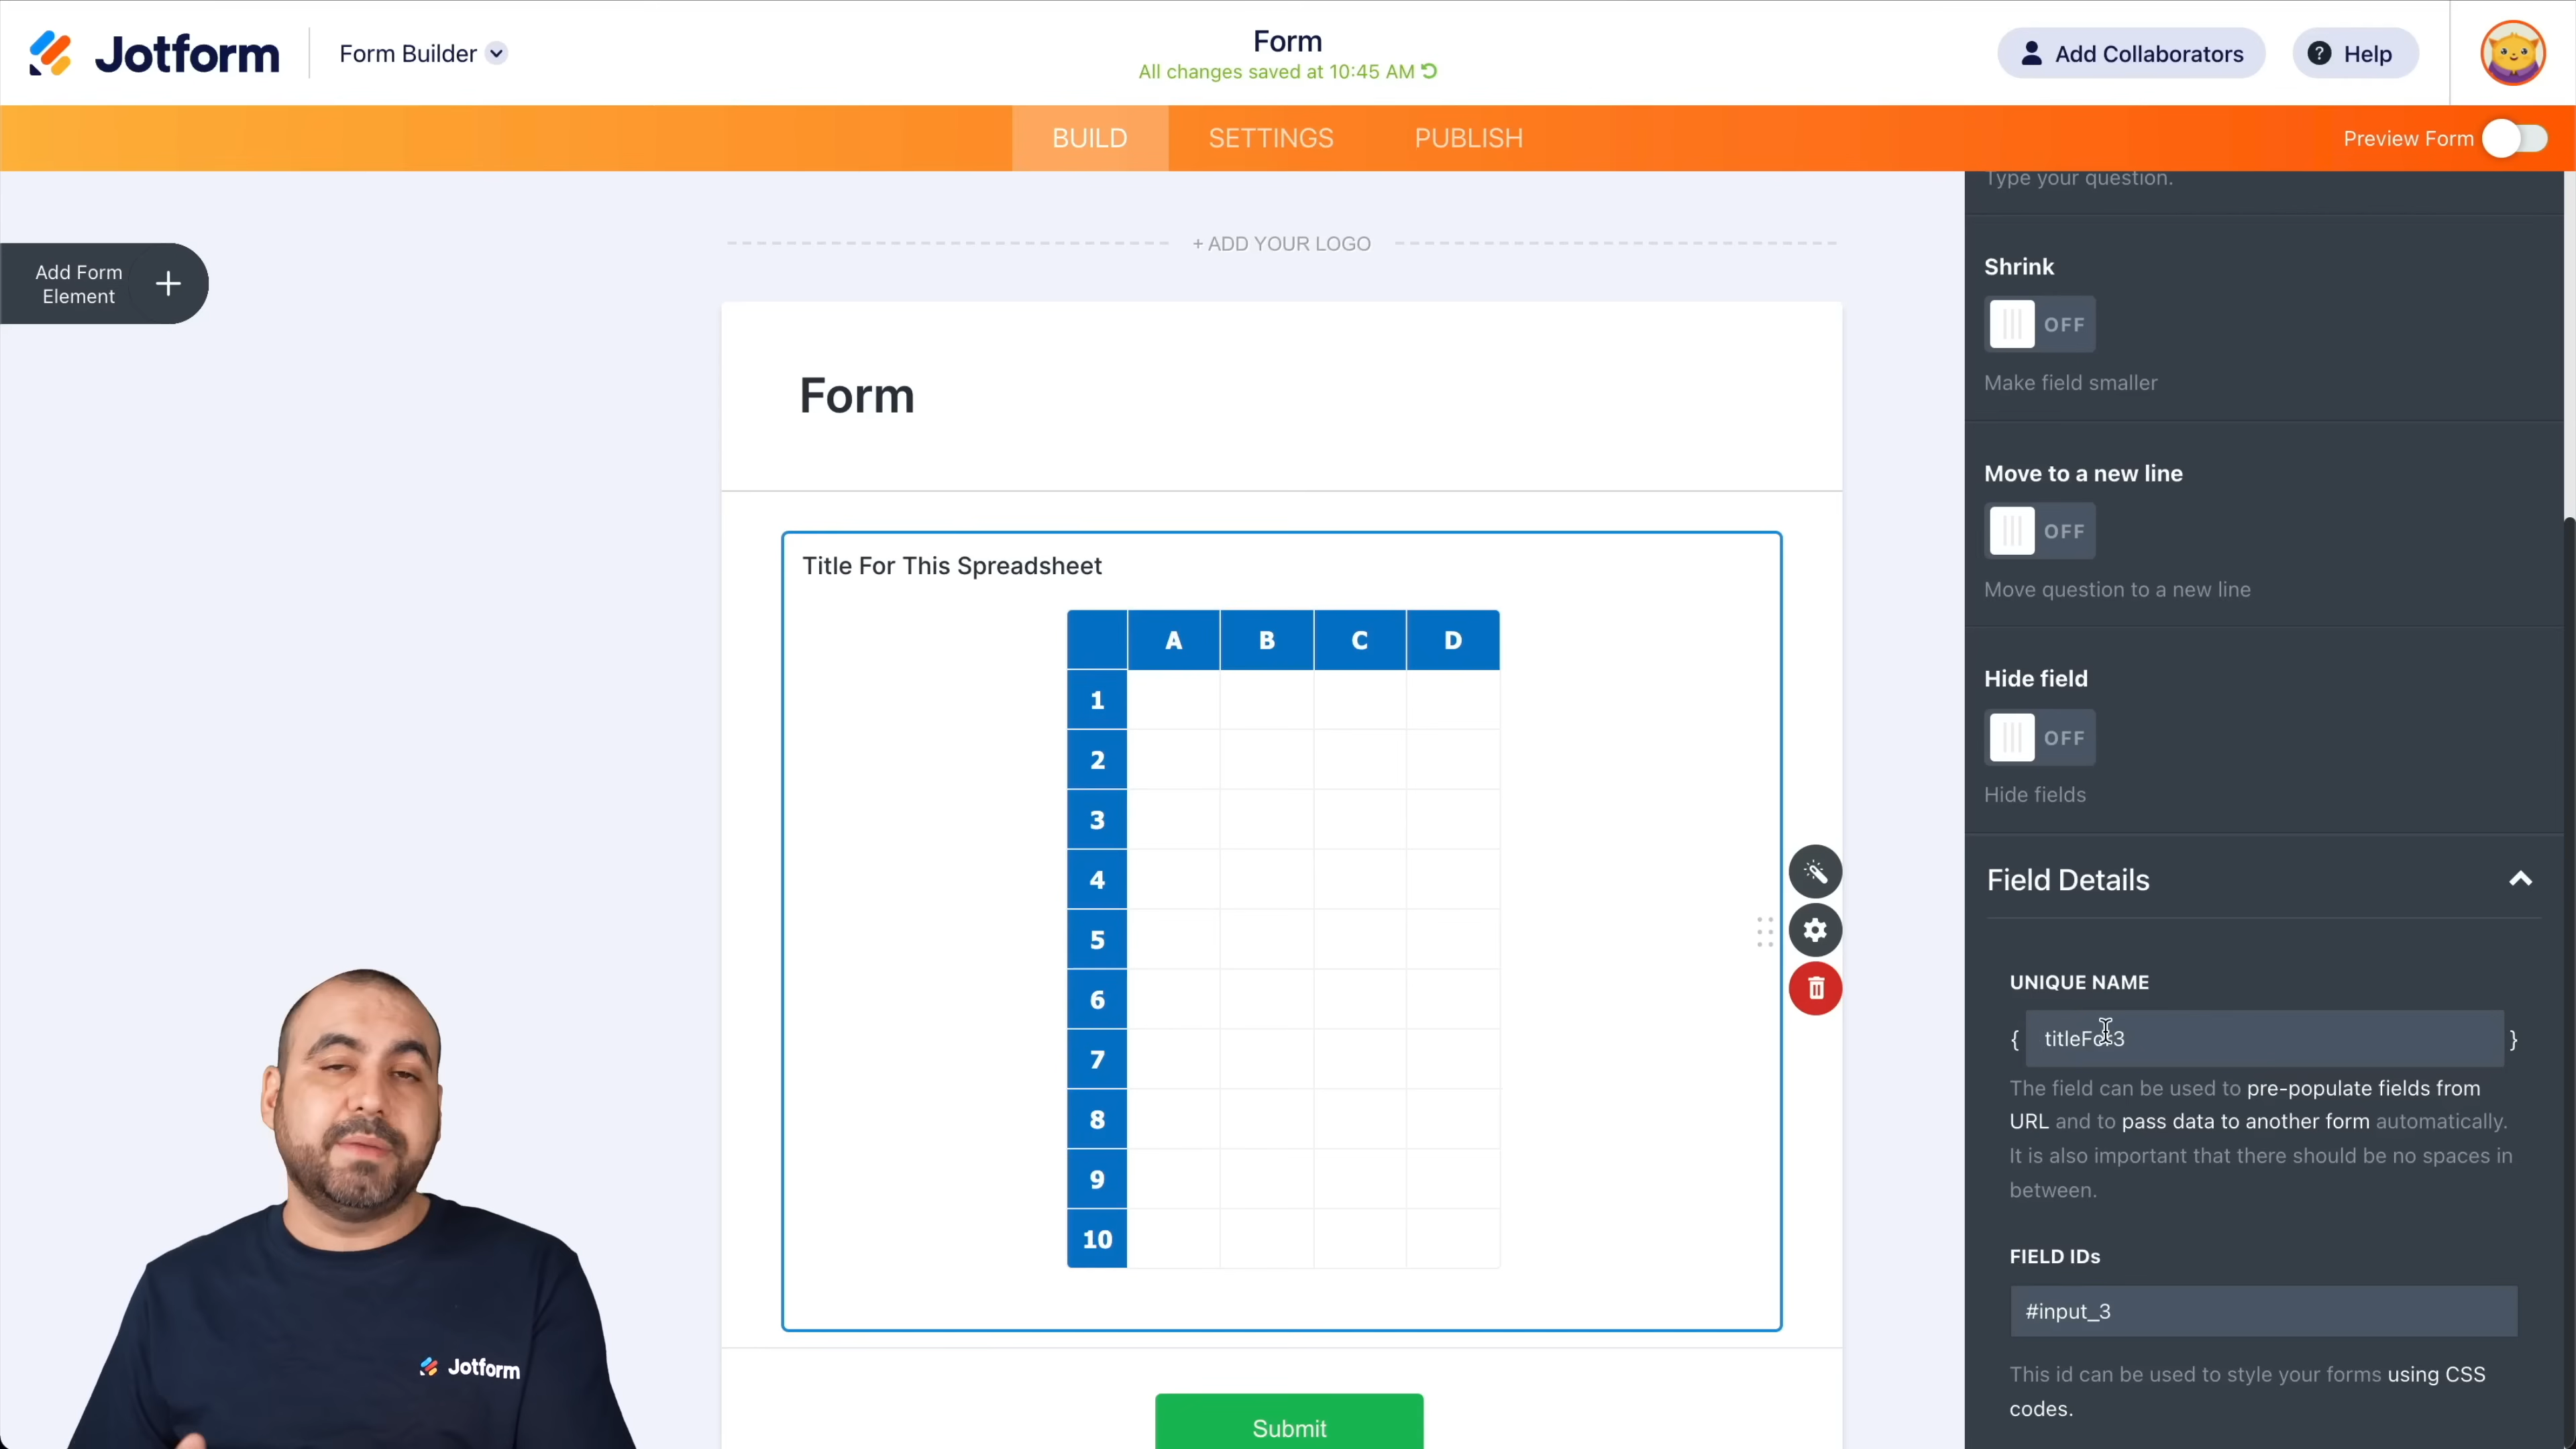 Jotform
Form Builder
Form
All changes saved at 10:45 AM
Add Collaborators
? Help
BUILD
SETTINGS
PUBLISH
Preview Form
Add Form
Element
+ ADD YOUR LOGO
Form
Title For This Spreadsheet
A B C D
1
2
3
4
5
6
7
8
9
10
Submit
Jotform
Type your question.
Shrink
OFF
Make field smaller
Move to a new line
OFF
Move question to a new line
Hide field
OFF
Hide fields
Field Details
UNIQUE NAME
{ titleFor3 }
The field can be used to pre-populate fields from
URL and to pass data to another form automatically.
It is also important that there should be no spaces in
between.
FIELD IDs
#input_3
This id can be used to style your forms using CSS
codes.